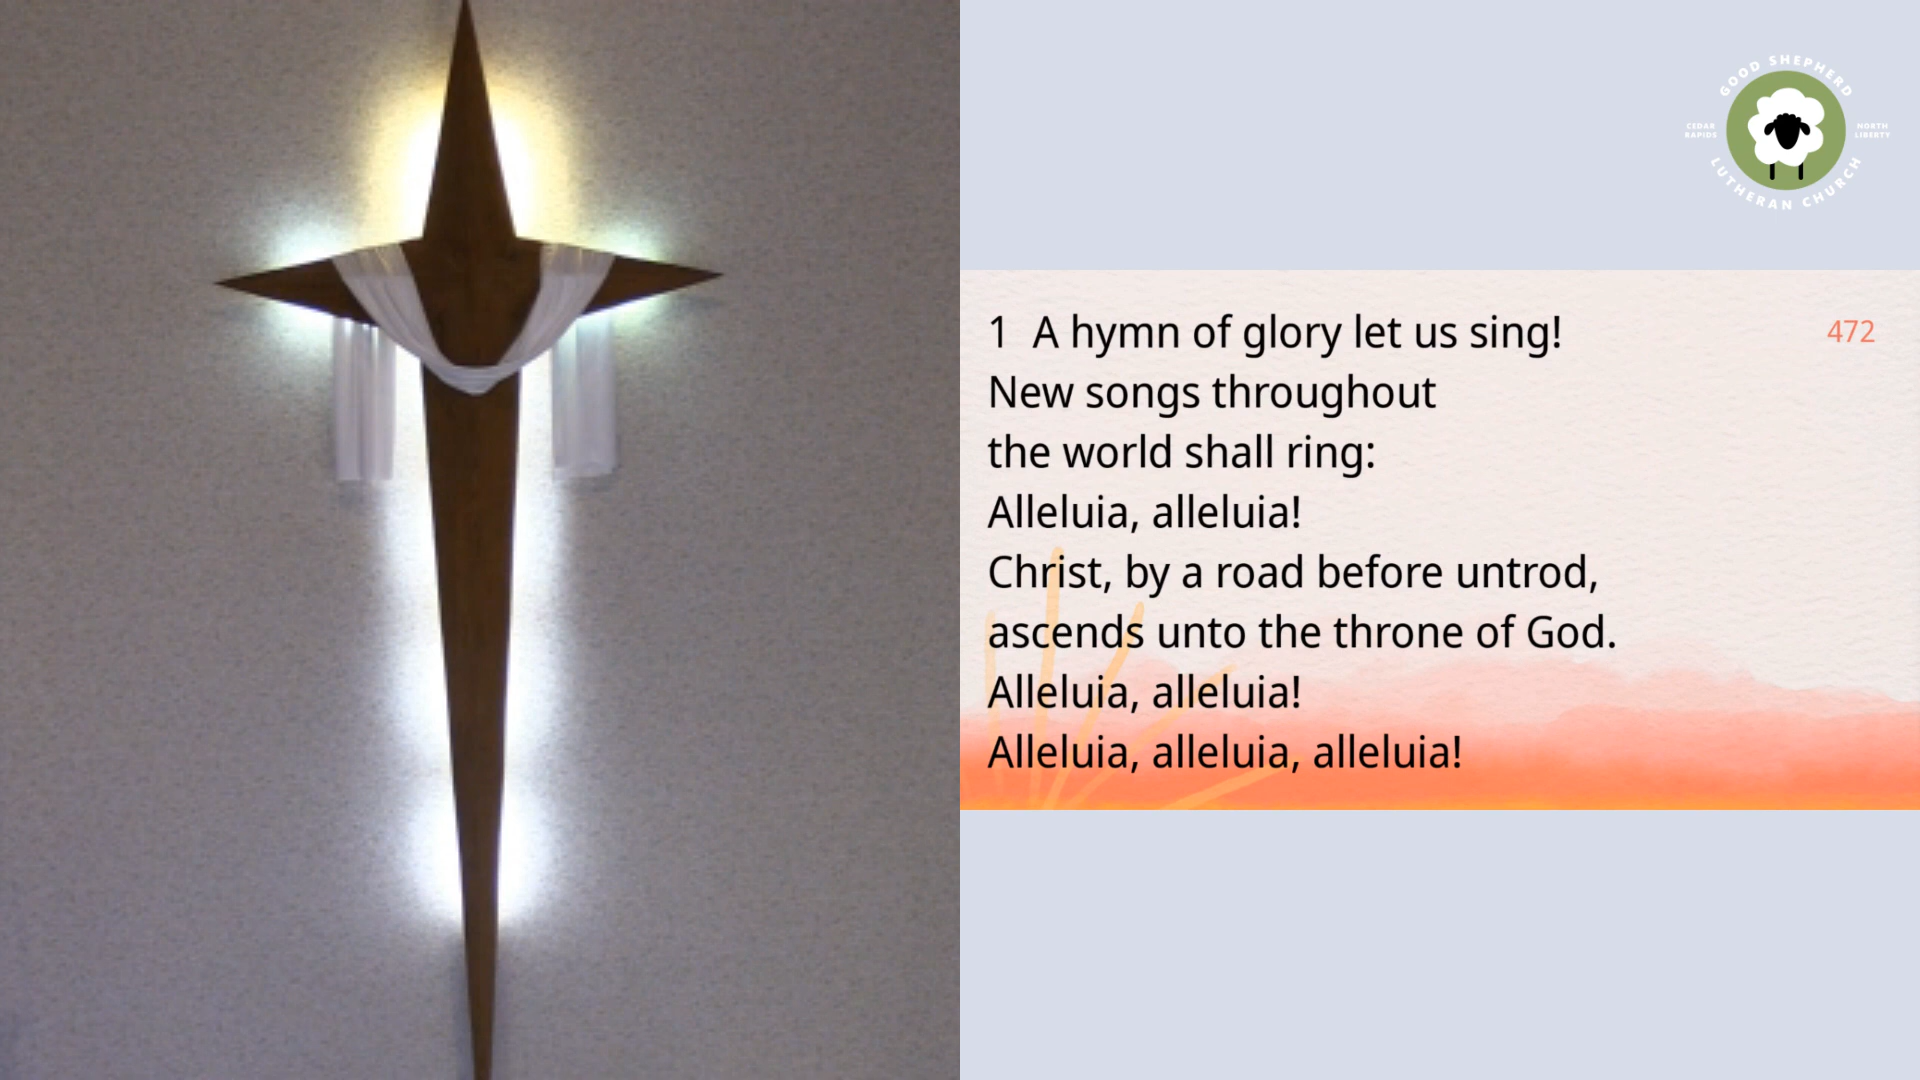 GOOD SHEPHERD
CEDAR RAPIDS
NORTH LIBERTY
LUTHERAN CHURCH
1 A hymn of glory let us sing!
472
New songs throughout
the world shall ring:
Alleluia, alleluia!
Christ, by a road before untrod,
ascends unto the throne of God.
Alleluia, alleluia!
Alleluia, alleluia, alleluia!